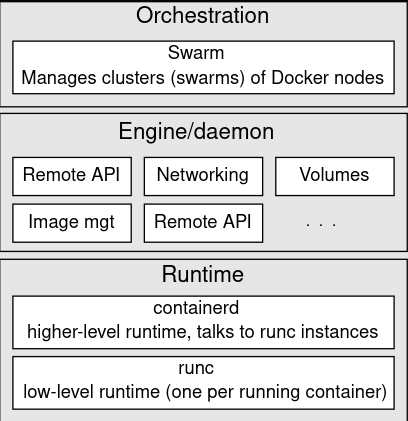 Orchestration
Swarm
Manages clusters (swarms) of Docker nodes
Engine/daemon
Remote API
Networking
Volumes
Image mgt
Remote API
. . .
Runtime
containerd
higher-level runtime, talks to runc instances
runc
low-level runtime (one per running container)